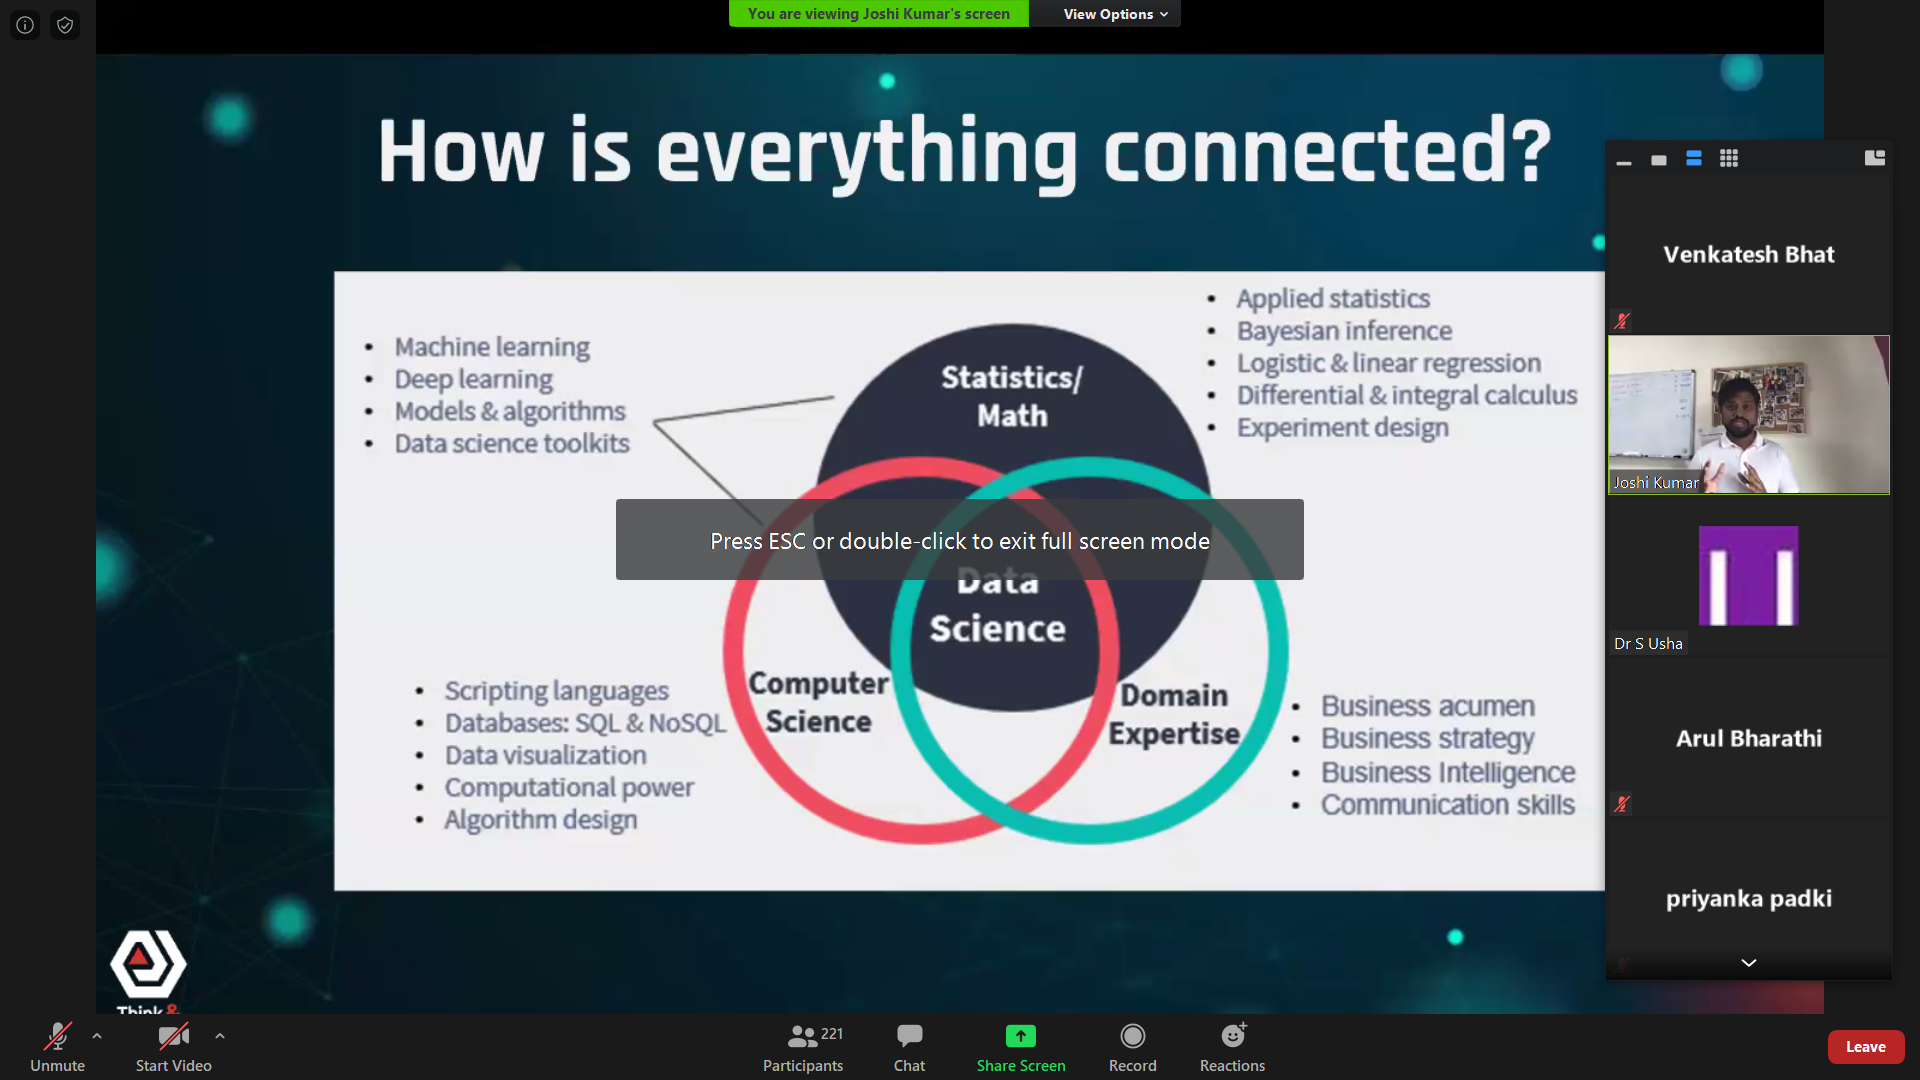 You are viewing Joshi Kumar's screen
View Options
How is everything connected?
• Machine learning
• Deep learning
• Models & algorithms
• Data science toolkits
Statistics/
Math
• Applied statistics
• Bayesian inference
• Logistic & linear regression
• Differential & integral calculus
• Experiment design
Press ESC or double-click to exit full screen mode
Data
Science
Computer
Science
Domain
Expertise
• Scripting languages
• Databases: SQL & NoSQL
• Data visualization
• Computational power
• Algorithm design
• Business acumen
• Business strategy
• Business Intelligence
• Communication skills
Think &
Venkatesh Bhat
Joshi Kumar
Dr S Usha
Arul Bharathi
priyanka padki
Unmute
Start Video
221
Participants
Chat
Share Screen
Record
Reactions
Leave